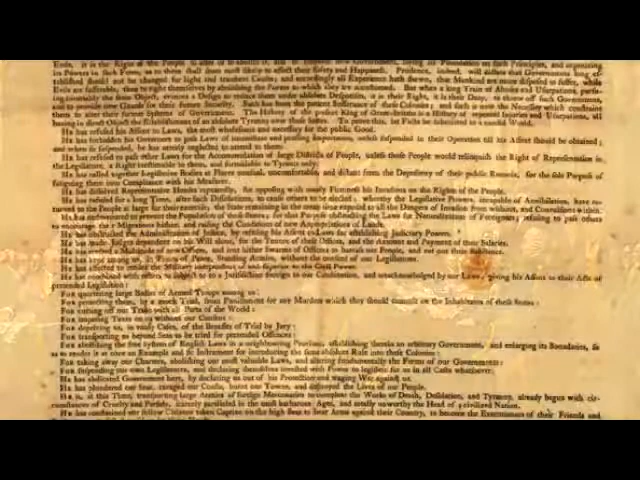 Evils. it is the Right of the People to alter or to abolish it, and to institute new Government, laying its Foundation on such Principles, and organizing
its Powers in such Form, as to them shall seem most likely to effect their Safety and Happiness. Prudence, indeed, will dictate that Governments long es-
tablished should not be changed for light and transient Causes; and accordingly all Experience hath shewn, that Mankind are more disposed to suffer, while
Evils are sufferable, than to right themselves by abolishing the Forms to which they are accustomed. But when a long Train of Abuses and Usurpations, pursu-
ing invariably the same Object, evinces a Design to reduce them under absolute Despotism, it is their Right, it is their Duty, to throw off such Government,
and to provide new Guards for their future Security. Such has been the patient Sufferance of these Colonies; and such is now the Necessity which constrains
them to alter their former Systems of Government. The History of the present King of Great-Britain is a History of repeated Injuries and Usurpations, all
having in direct Object the Establishment of an absolute Tyranny over these States. To prove this, let Facts be submitted to a candid World.
He has refused his Assent to Laws, the most wholesome and necessary for the public Good.
He has forbidden his Governors to pass Laws of immediate and pressing Importance, unless suspended in their Operation till his Assent should be obtained;
and when so suspended, he has utterly neglected to attend to them.
He has refused to pass other Laws for the Accommodation of large Districts of People, unless those People would relinquish the Right of Representation in
the Legislature, a Right inestimable to them, and formidable to Tyrants only.
He has called together Legislative Bodies at Places unusual, uncomfortable, and distant from the Depository of their public Records, for the sole Purpose of
fatiguing them into Compliance with his Measures.
He has dissolved Representative Houses repeatedly, for opposing with manly Firmness his Invasions on the Rights of the People.
He has refused for a long Time, after such Dissolutions, to cause others to be elected; whereby the Legislative Powers, incapable of Annihilation, have re-
turned to the People at large for their exercise; the State remaining in the mean time exposed to all the Dangers of Invasion from without, and Convulsions within.
He has endeavoured to prevent the Population of these States; for that Purpose obstructing the Laws for Naturalization of Foreigners; refusing to pass others
to encourage their Migrations hither, and raising the Conditions of new Appropriations of Lands.
He has obstructed the Administration of Justice, by refusing his Assent to Laws for establishing Judiciary Powers.
He has made Judges dependent on his Will alone, for the Tenure of their Offices, and the Amount and Payment of their Salaries.
He has erected a Multitude of new Offices, and sent hither Swarms of Officers to harrass our People, and eat out their Substance.
He has kept among us, in Times of Peace, Standing Armies, without the consent of our Legislatures.
He has affected to render the Military independent of and superior to the Civil Power.
He has combined with others to subject us to a Jurisdiction foreign to our Constitution, and unacknowledged by our Laws; giving his Assent to their Acts of
pretended Legislation:
For quartering large Bodies of Armed Troops among us:
For protecting them, by a mock Trial, from Punishment for any Murders which they should commit on the Inhabitants of these States:
For cutting off our Trade with all Parts of the World:
For imposing Taxes on us without our Consent:
For depriving us, in many Cases, of the Benefits of Trial by Jury:
For transporting us beyond Seas to be tried for pretended Offences:
For abolishing the free System of English Laws in a neighbouring Province, establishing therein an arbitrary Government, and enlarging its Boundaries, so
as to render it at once an Example and fit Instrument for introducing the same absolute Rule into these Colonies:
For taking away our Charters, abolishing our most valuable Laws, and altering fundamentally the Forms of our Governments:
For suspending our own Legislatures, and declaring themselves invested with Power to legislate for us in all Cases whatsoever.
He has abdicated Government here, by declaring us out of his Protection and waging War against us.
He has plundered our Seas, ravaged our Coasts, burnt our Towns, and destroyed the Lives of our People.
He is, at this Time, transporting large Armies of foreign Mercenaries to compleat the Works of Death, Desolation, and Tyranny, already begun with cir-
cumstances of Cruelty and Perfidy, scarcely paralleled in the most barbarous Ages, and totally unworthy the Head of a civilized Nation.
He has constrained our fellow Citizens taken Captive on the high Seas to bear Arms against their Country, to become the Executioners of their Friends and